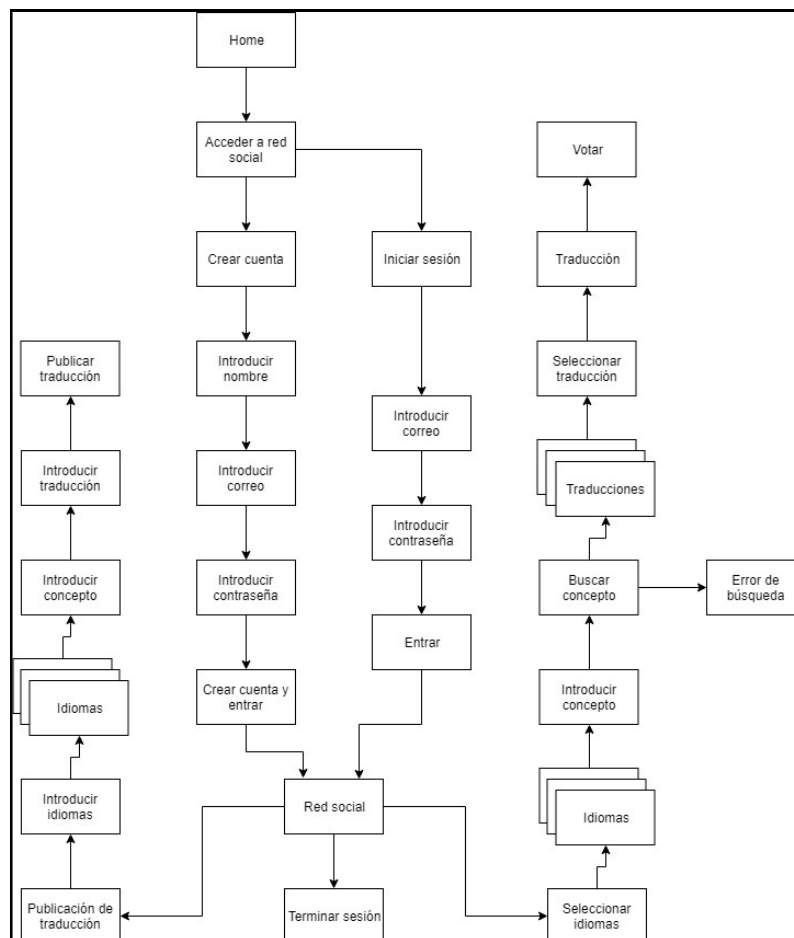 Home
Acceder a red
social
Votar
Crear cuenta
Iniciar sesión
Traducción
Publicar
traducción
Introducir
nombre
Seleccionar
traducción
Introducir
correo
Introducir
traducción
Introducir
correo
Traducciones
Introducir
contraseña
Introducir
concepto
Introducir
contraseña
Buscar
concepto
Error de
búsqueda
Entrar
Idiomas
Crear cuenta y
entrar
Introducir
concepto
Introducir
idiomas
Red social
Idiomas
Publicación de
traducción
Terminar sesión
Seleccionar
idiomas